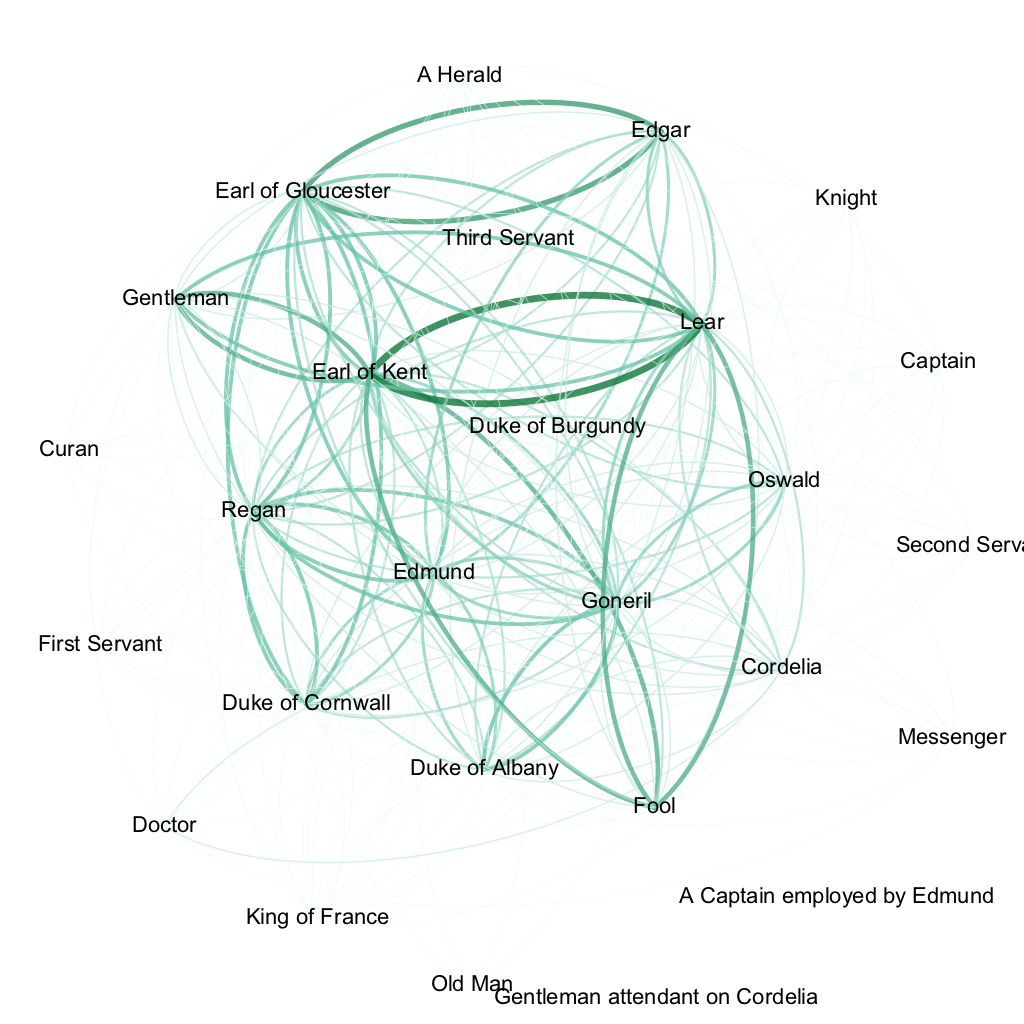 A Herald
Edgar
Earl of Gloucester
Knight
Third Servant
Gentleman
Lear
Captain
Earl of Kent
Duke of Burgundy
Curan
Oswald
Regan
Second Serva
Edmund
Goneril
First Servant
Cordelia
Duke of Cornwall
Messenger
Duke of Albany
Fool
Doctor
A Captain employed by Edmund
King of France
Old Man
Gentleman attendant on Cordelia